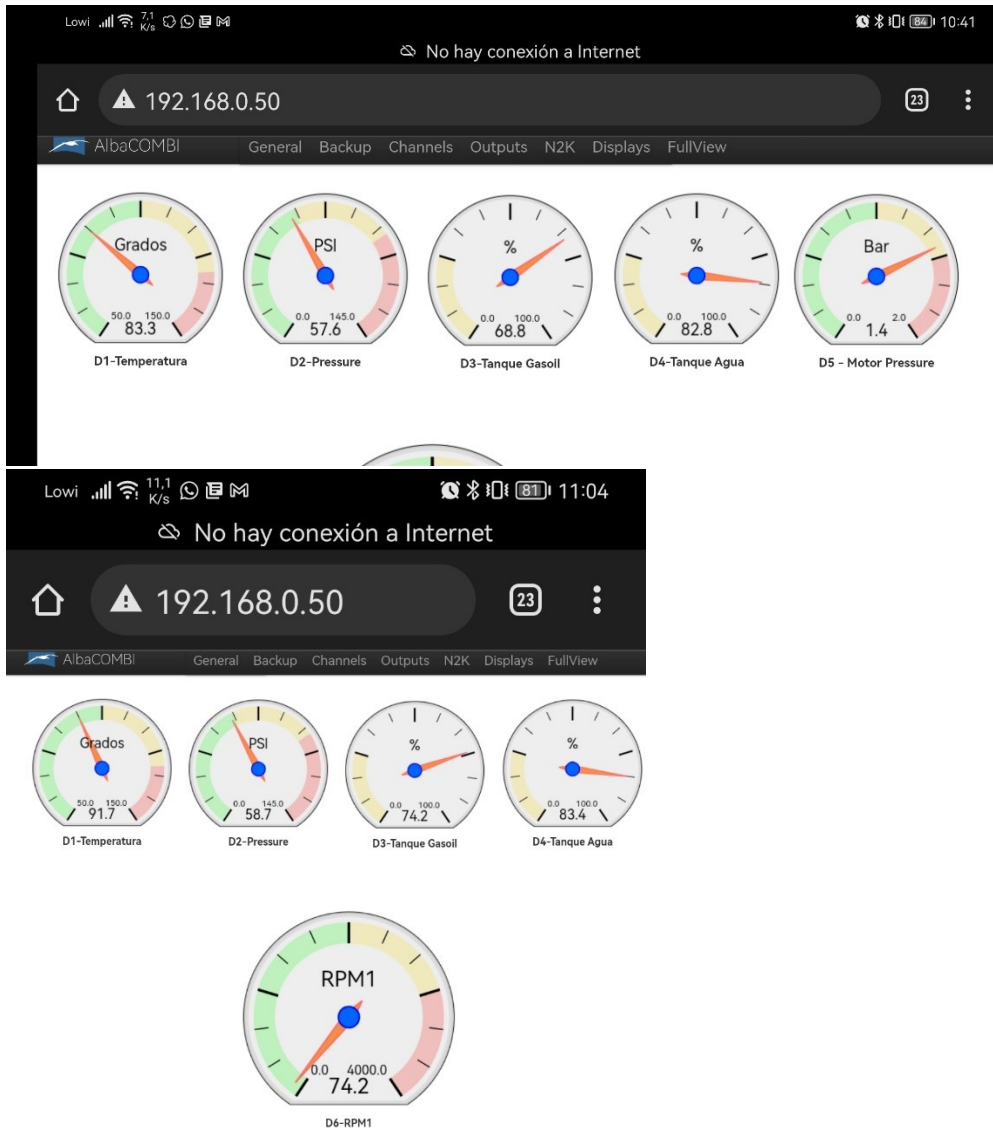 Lowi 7,1 K/s 84 10:41
No hay conexión a Internet
192.168.0.50 23
AlbaCOMBI General Backup Channels Outputs N2K Displays FullView
Grados PSI % % Bar
50.0 150.0 0.0 145.0 0.0 100.0 0.0 100.0 0.0 2.0
83.3 57.6 68.8 82.8 1.4
D1-Temperatura D2-Pressure D3-Tanque Gasoil D4-Tanque Agua D5 - Motor Pressure
Lowi 11,1 K/s 81 11:04
No hay conexión a Internet
192.168.0.50 23
AlbaCOMBI General Backup Channels Outputs N2K Displays FullView
Grados PSI % %
50.0 150.0 0.0 145.0 0.0 100.0 0.0 100.0
91.7 58.7 74.2 83.4
D1-Temperatura D2-Pressure D3-Tanque Gasoil D4-Tanque Agua
RPM1
0.0 4000.0
74.2
D6-RPM1